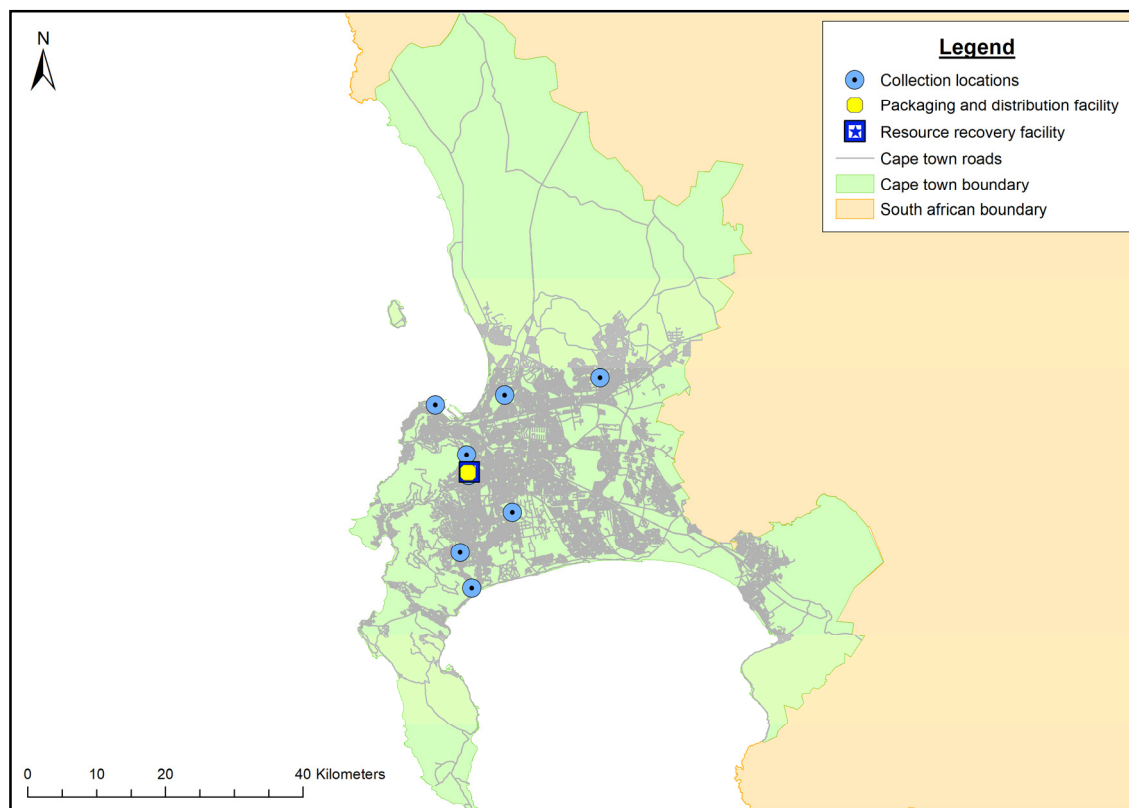 N
Legend
Collection locations
Packaging and distribution facility
Resource recovery facility
Cape town roads
Cape town boundary
South african boundary
0 10 20 40 Kilometers